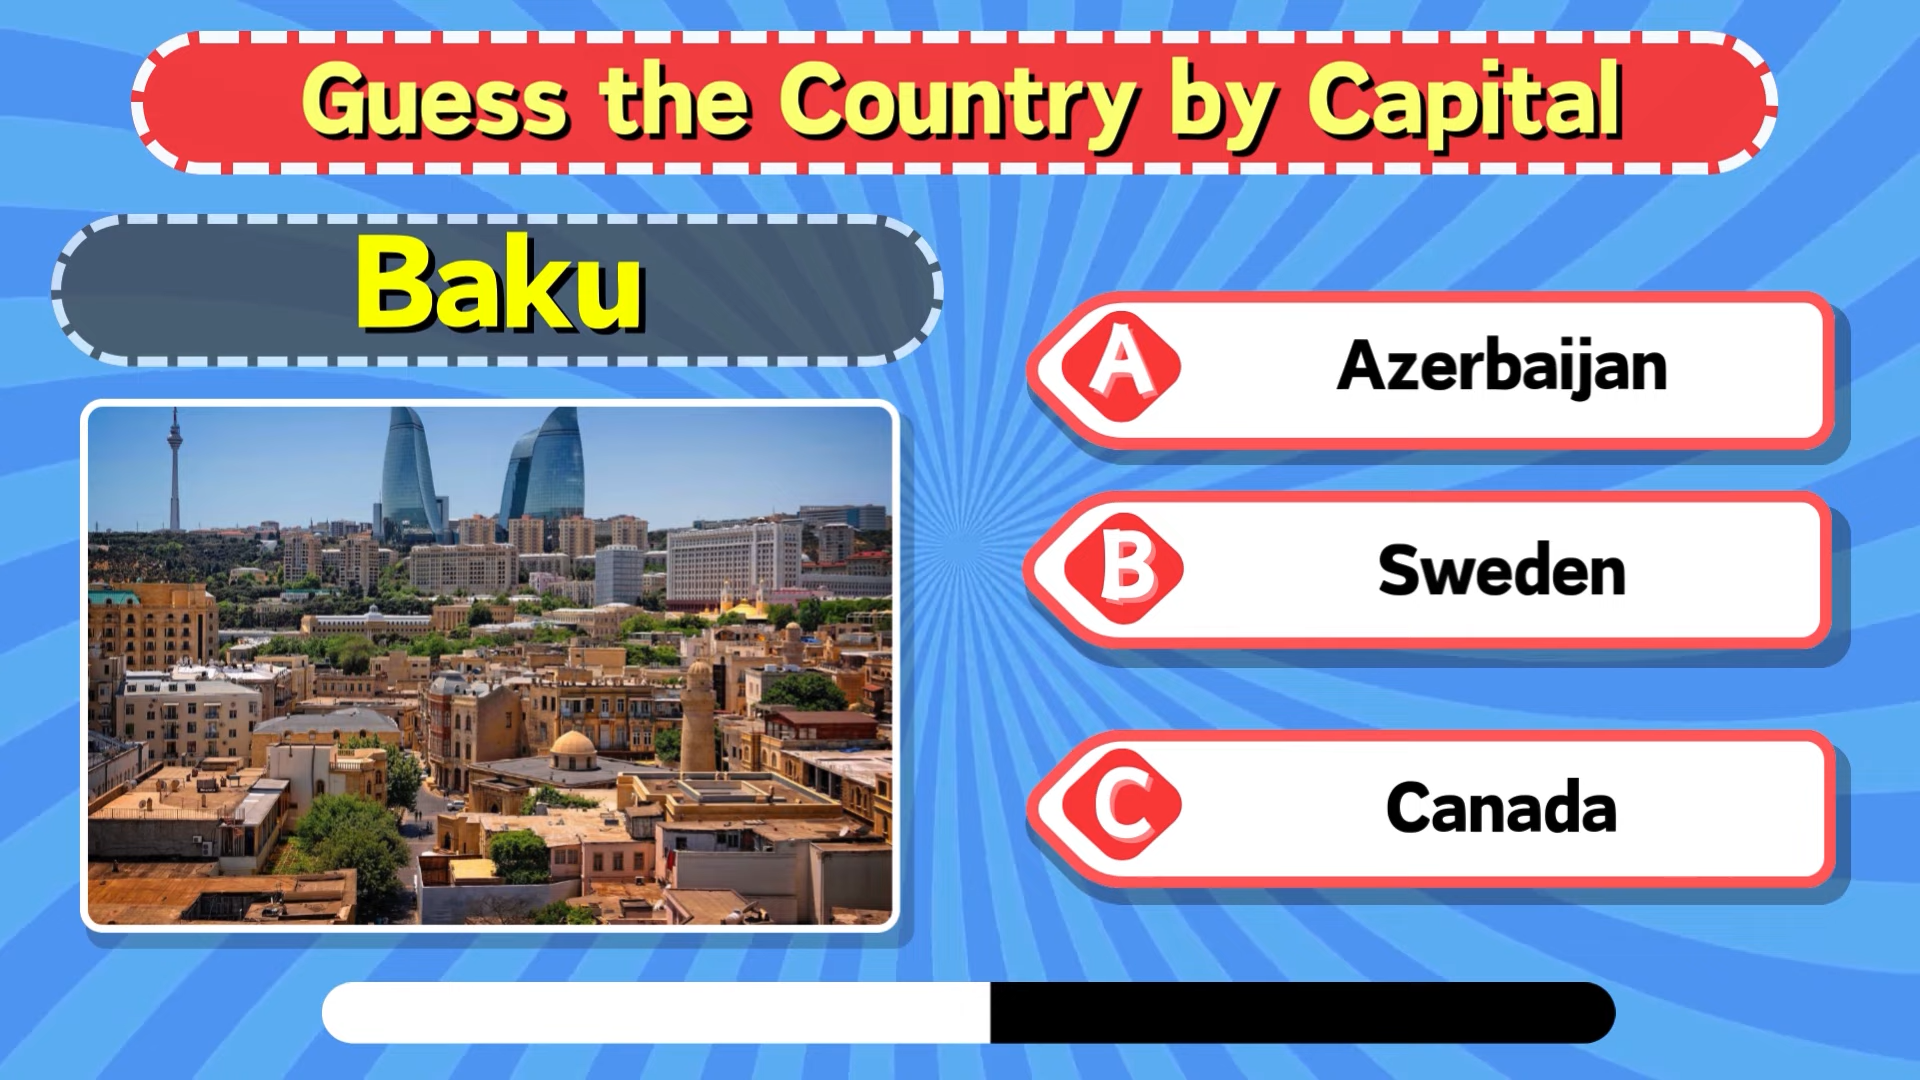 Guess the Country by Capital
Baku
A Azerbaijan
B Sweden
C Canada